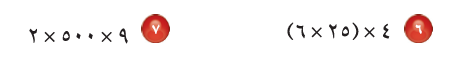 ٦ (٦ × ٢٥) × ٤ ٧ ٢ × ٥٠٠ × ٩